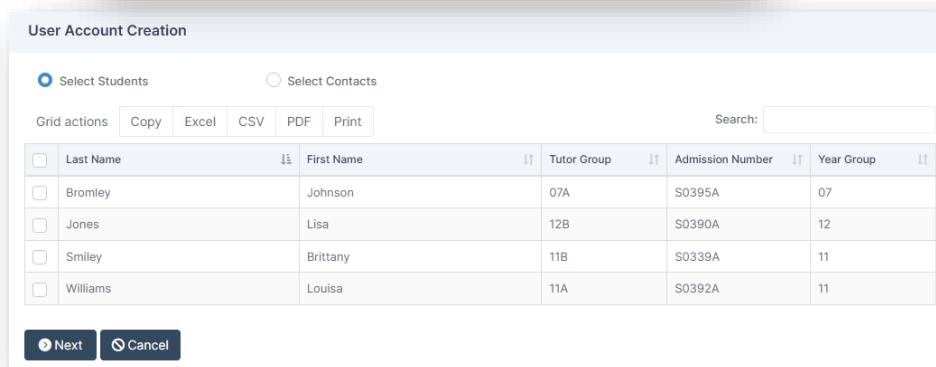 User Account Creation
Select Students Select Contacts
Grid actions Copy Excel CSV PDF Print Search:
Last Name First Name Tutor Group Admission Number Year Group
Bromley Johnson 07A S0395A 07
Jones Lisa 12B S0390A 12
Smiley Brittany 11B S0339A 11
Williams Louisa 11A S0392A 11
Next Cancel